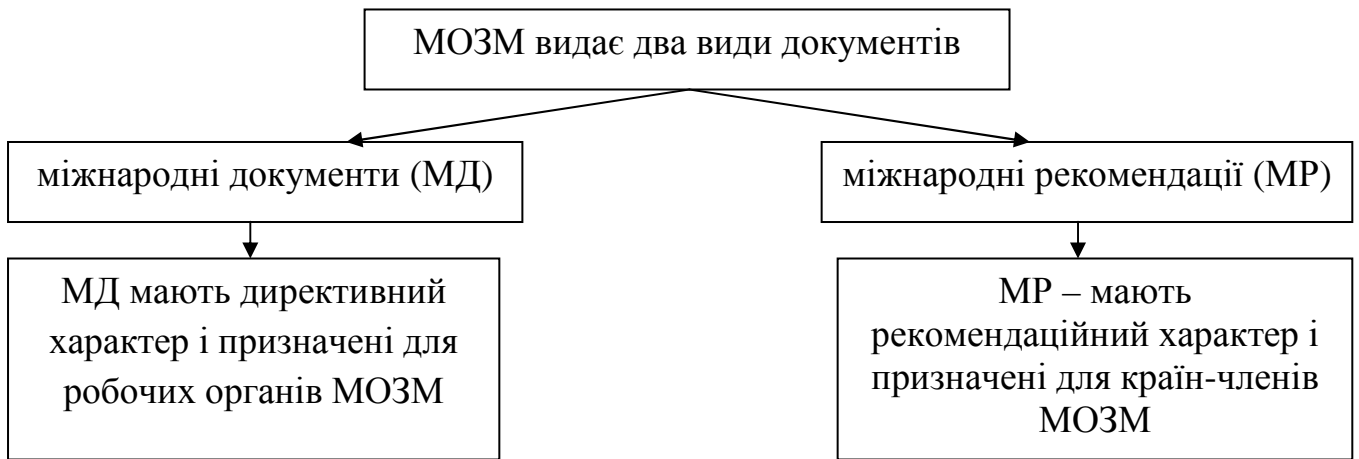 МОЗМ видає два види документів
міжнародні документи (МД)
міжнародні рекомендації (МР)
МД мають директивний
характер і призначені для
робочих органів МОЗМ
МР – мають
рекомендаційний характер і
призначені для країн-членів
МОЗМ